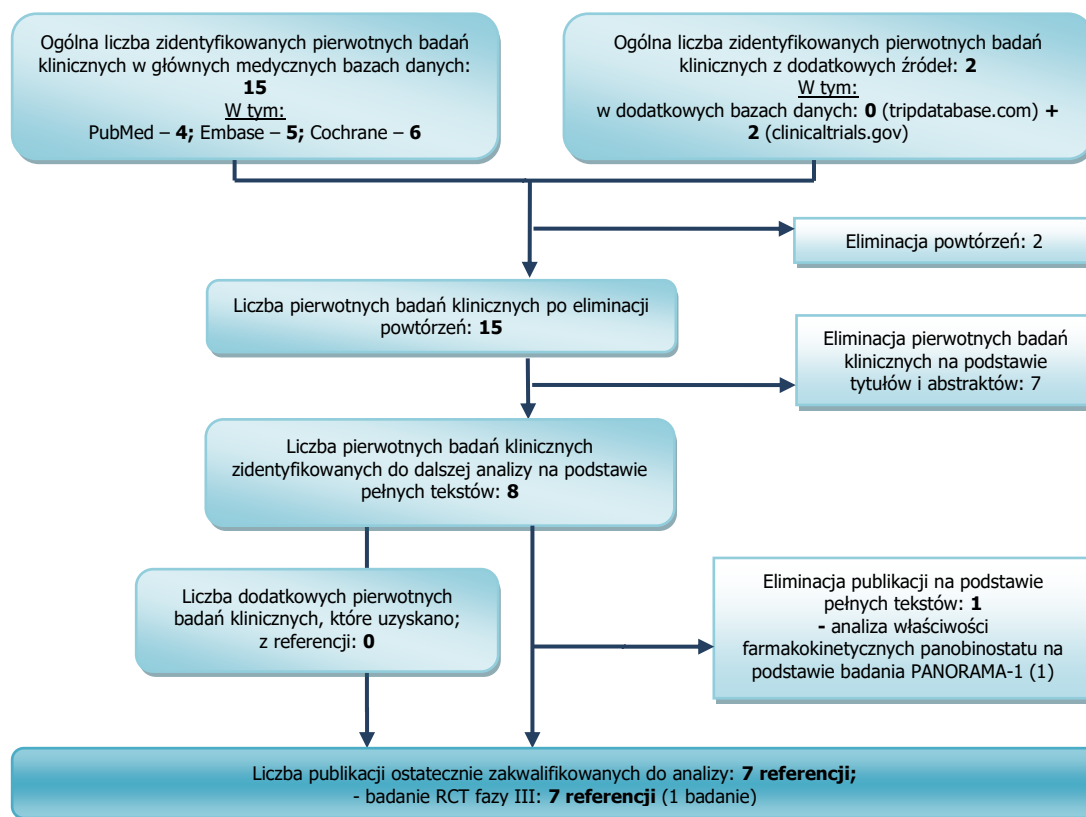 Ogólna liczba zidentyfikowanych pierwotnych badań
klinicznych w głównych medycznych bazach danych:
15
W tym:
PubMed – 4; Embase – 5; Cochrane – 6
Ogólna liczba zidentyfikowanych pierwotnych badań
klinicznych z dodatkowych źródeł: 2
W tym:
w dodatkowych bazach danych: 0 (tripdatabase.com) +
2 (clinicaltrials.gov)
Eliminacja powtórzeń: 2
Liczba pierwotnych badań klinicznych po eliminacji
powtórzeń: 15
Eliminacja pierwotnych badań
klinicznych na podstawie
tytułów i abstraktów: 7
Liczba pierwotnych badań klinicznych
zidentyfikowanych do dalszej analizy na podstawie
pełnych tekstów: 8
Liczba dodatkowych pierwotnych
badań klinicznych, które uzyskano;
z referencji: 0
Eliminacja publikacji na podstawie
pełnych tekstów: 1
- analiza właściwości
farmakokinetycznych panobinostatu na
podstawie badania PANORAMA-1 (1)
Liczba publikacji ostatecznie zakwalifikowanych do analizy: 7 referencji;
- badanie RCT fazy III: 7 referencji (1 badanie)